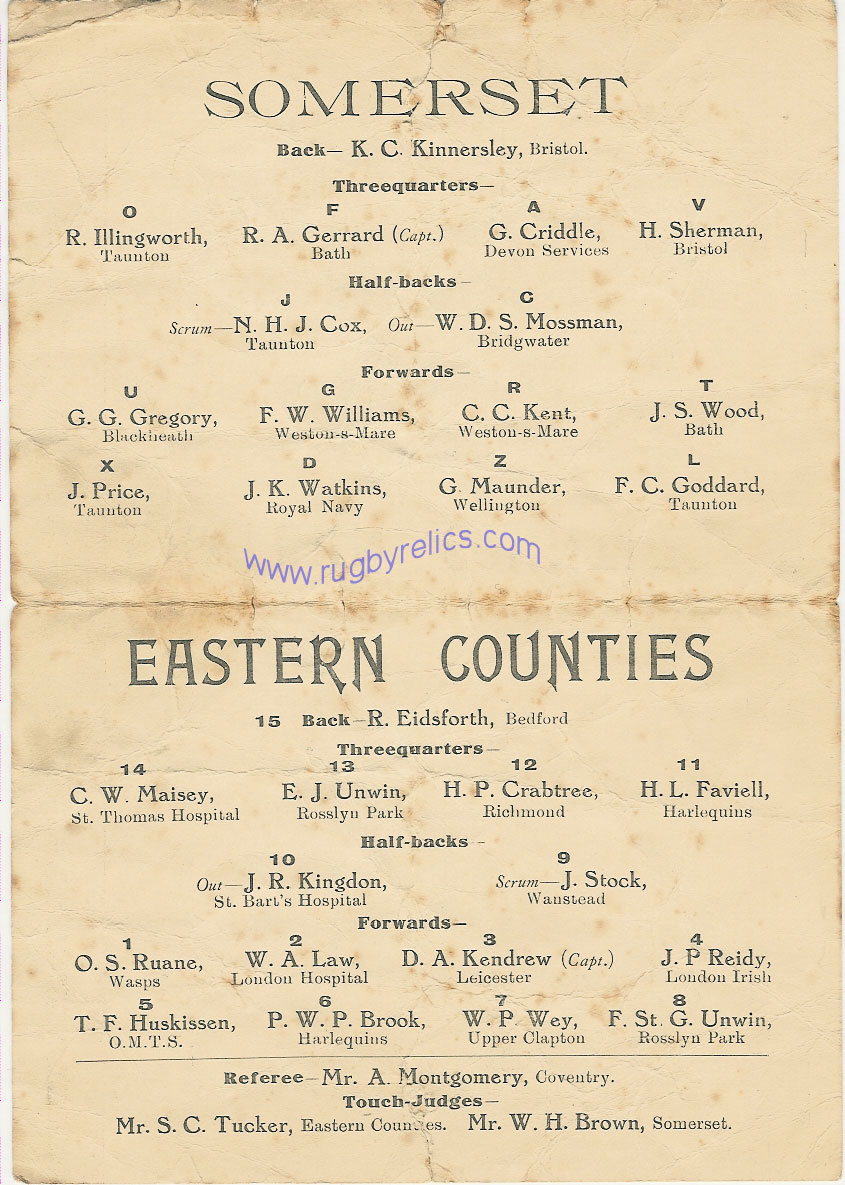 SOMERSET
Back— K. C. Kinnersley, Bristol.
Threequarters—
O F A V
R. Illingworth, R. A. Gerrard (Capt.) G. Criddle, H. Sherman,
Taunton Bath Devon Services Bristol
Half-backs—
J C
Scrum—N. H. J. Cox, Out—W. D. S. Mossman,
Taunton Bridgwater
Forwards—
U G R T
G. G. Gregory, F. W. Williams, C. C. Kent, J. S. Wood,
Blackheath Weston-s-Mare Weston-s-Mare Bath
X D Z L
J. Price, J. K. Watkins, G. Maunder, F. C. Goddard,
Taunton Royal Navy Wellington Taunton
www.rugbyrelics.com
EASTERN COUNTIES
15 Back—R. Eidsforth, Bedford
Threequarters—
14 13 12 11
C. W. Maisey, E. J. Unwin, H. P. Crabtree, H. L. Faviell,
St. Thomas Hospital Rosslyn Park Richmond Harlequins
Half-backs-
10 9
Out—J. R. Kingdon, Scrum—J. Stock,
St. Bart's Hospital Wanstead
Forwards—
1 2 3 4
O. S. Ruane, W. A. Law, D. A. Kendrew (Capt.) J. P Reidy,
Wasps London Hospital Leicester London Irish
5 6 7 8
T. F. Huskissen, P. W. P. Brook, W. P. Wey, F. St. G. Unwin,
O.M.T.S. Harlequins Upper Clapton Rosslyn Park
Referee—Mr. A. Montgomery, Coventry.
Touch-Judges—
Mr. S. C. Tucker, Eastern Counties. Mr. W. H. Brown, Somerset.